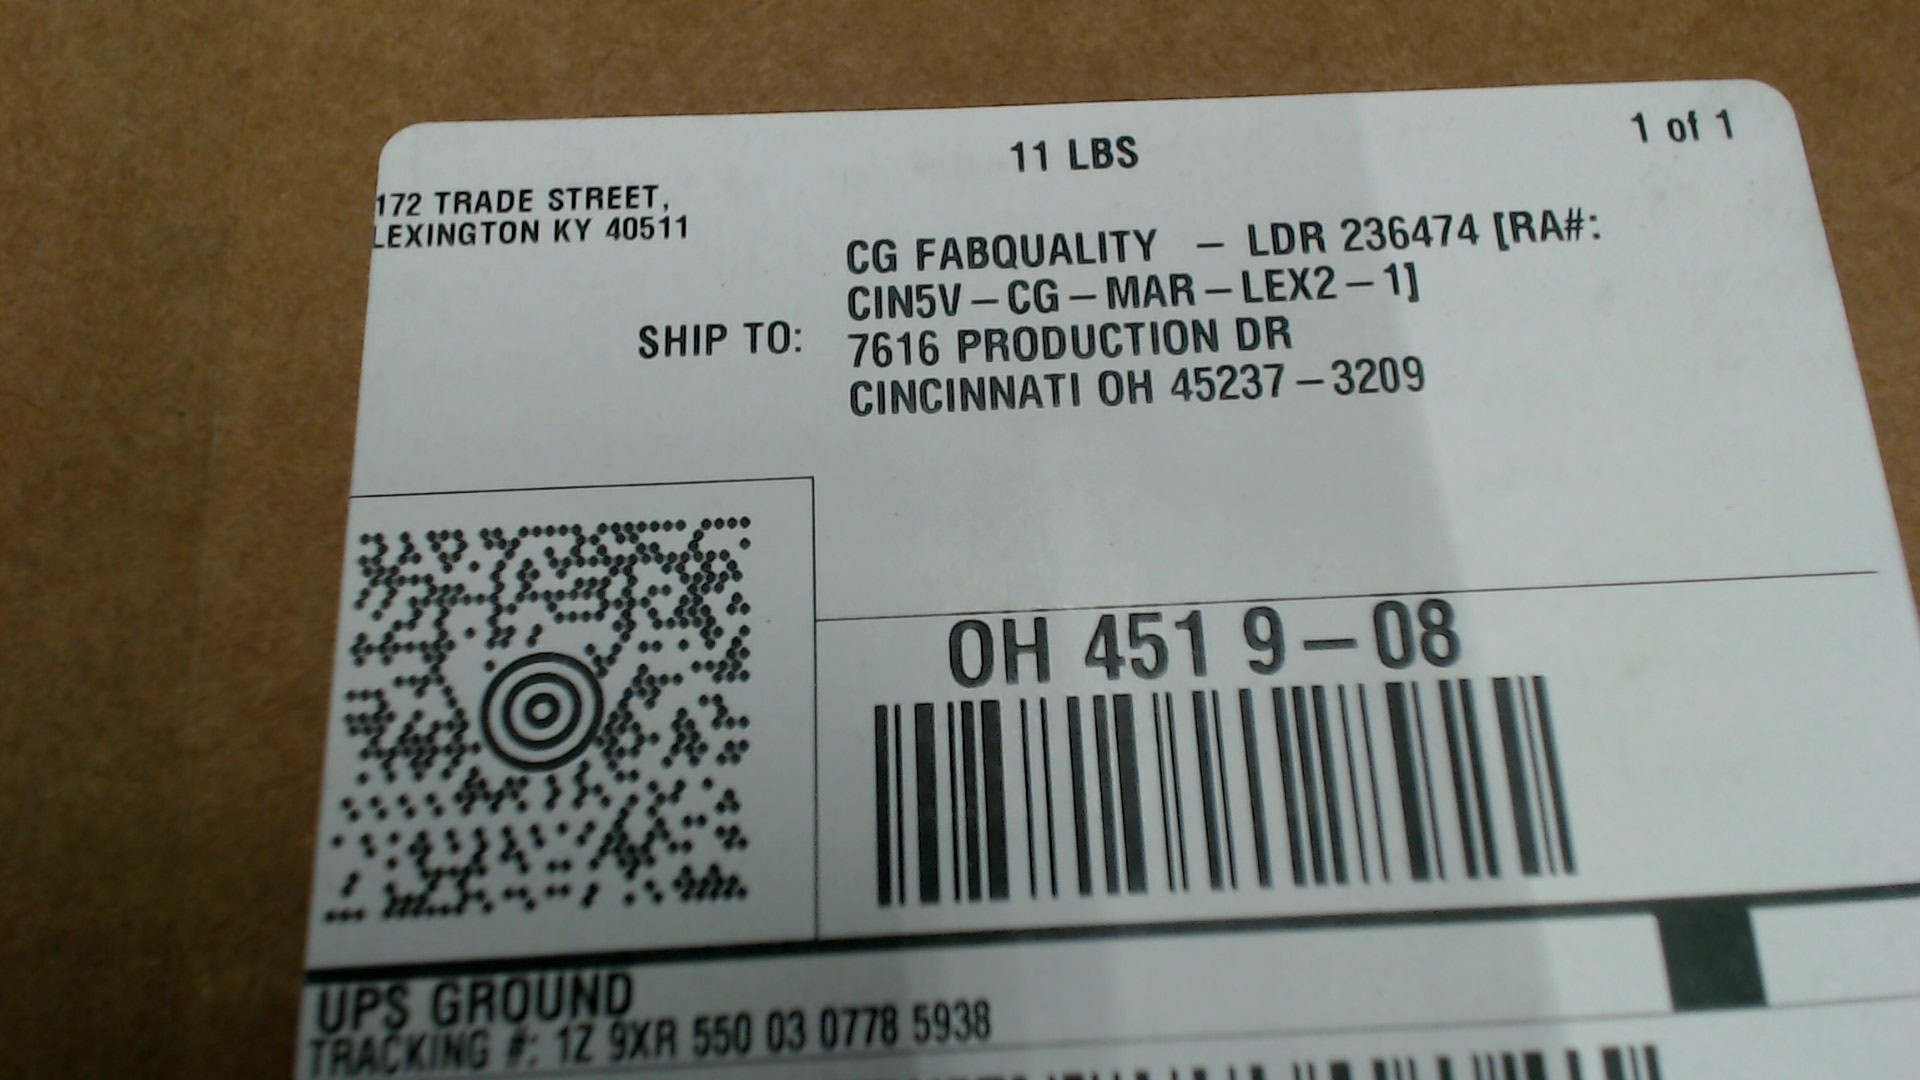 11 LBS
1 of 1
172 TRADE STREET,
LEXINGTON KY 40511
CG FABQUALITY – LDR 236474 [RA#:
CIN5V–CG–MAR–LEX2–1]
SHIP TO: 7616 PRODUCTION DR
CINCINNATI OH 45237–3209
OH 451 9–08
UPS GROUND
TRACKING #: 1Z 9XR 550 03 0778 5938